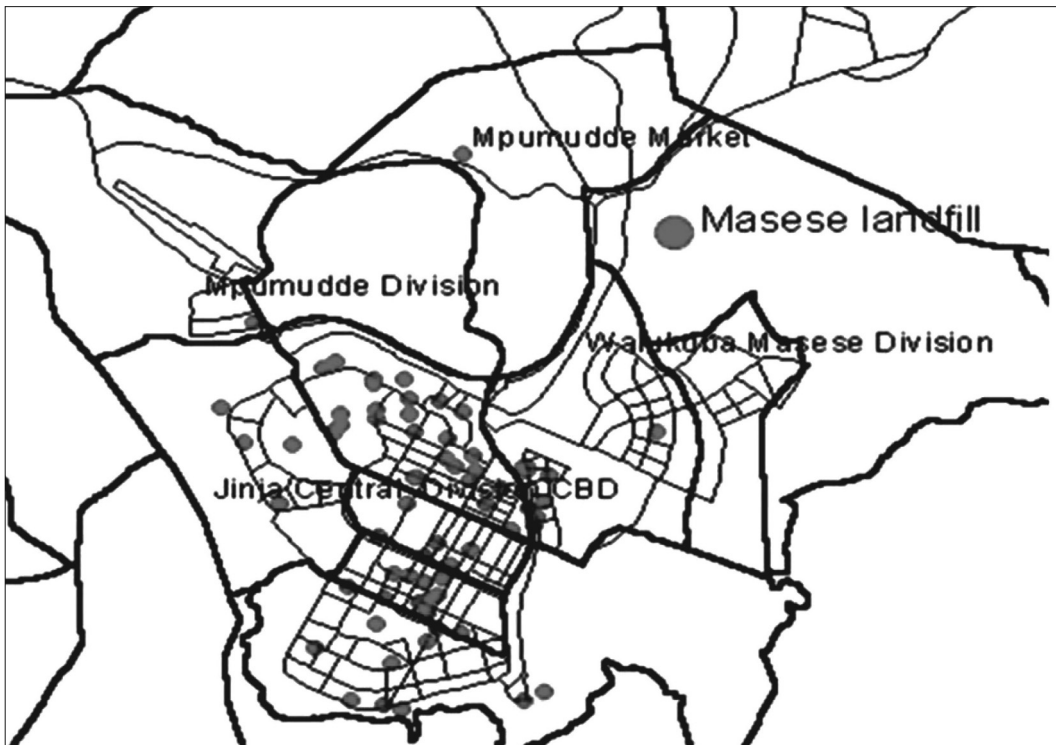 Mpumudde Market
Masese landfill
Mpumudde Division
Walukuba Masese Division
Jinja Central Division CBD